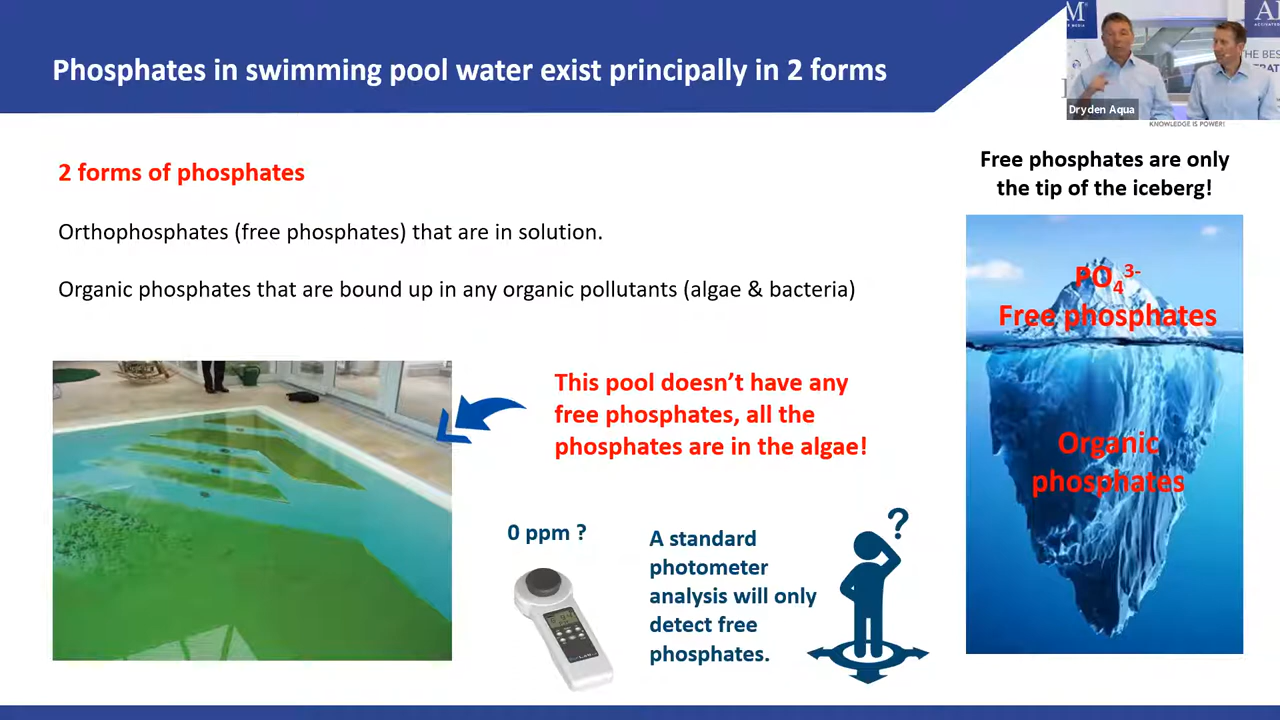 Phosphates in swimming pool water exist principally in 2 forms
Dryden Aqua
KNOWLEDGE IS POWER!
2 forms of phosphates
Orthophosphates (free phosphates) that are in solution.
Organic phosphates that are bound up in any organic pollutants (algae & bacteria)
Free phosphates are only
the tip of the iceberg!
PO₄³⁻
Free phosphates
Organic
phosphates
This pool doesn’t have any
free phosphates, all the
phosphates are in the algae!
0 ppm ?
A standard
photometer
analysis will only
detect free
phosphates.
?